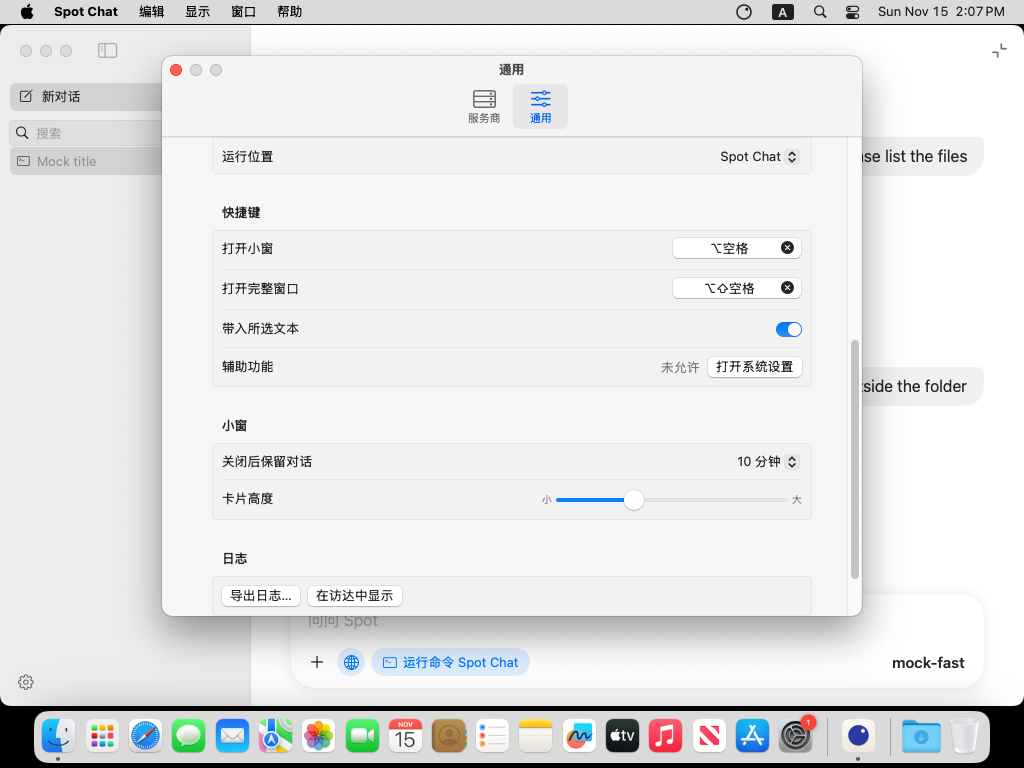 Spot Chat 编辑 显示 窗口 帮助 A Sun Nov 15 2:07 PM
通用
服务商 通用
新对话
搜索
Mock title
运行位置 Spot Chat
se list the files
快捷键
打开小窗 ⌥空格
打开完整窗口 ⌥⇧空格
带入所选文本
辅助功能 未允许 打开系统设置
side the folder
小窗
关闭后保留对话 10 分钟
卡片高度 小 大
日志
导出日志... 在访达中显示
问问 Spot
运行命令 Spot Chat mock-fast
NOV
15
tv
1